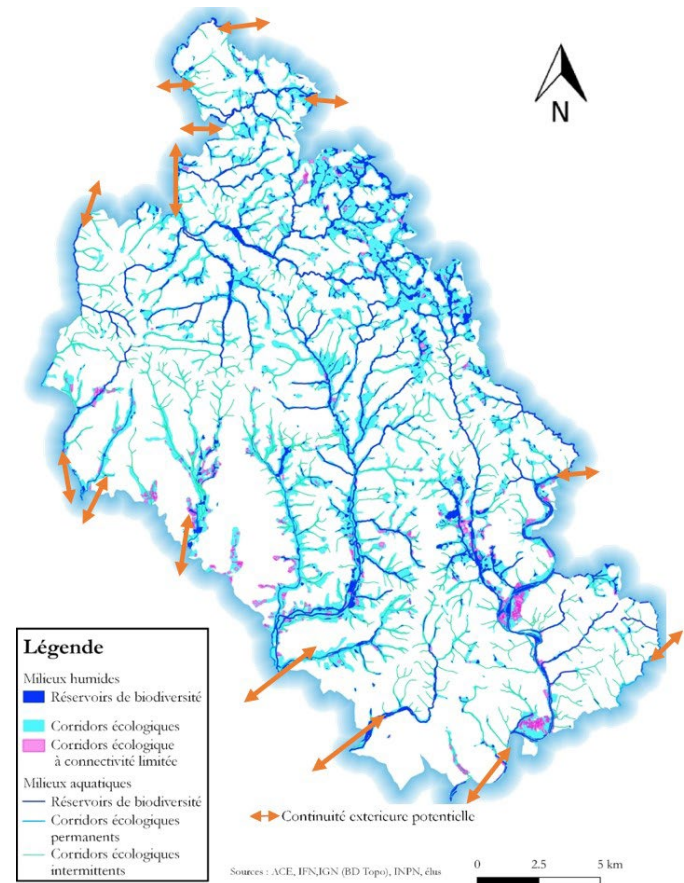 N
Légende
Milieux humides
Réservoirs de biodiversité
Corridors écologiques
Corridors écologique
à connectivité limitée
Milieux aquatiques
Réservoirs de biodiversité
Corridors écologiques
permanents
Corridors écologiques
intermittents
Continuité exterieure potentielle
Sources : ACE, IFN,IGN (BD Topo), INPN, élus
0 2.5 5 km